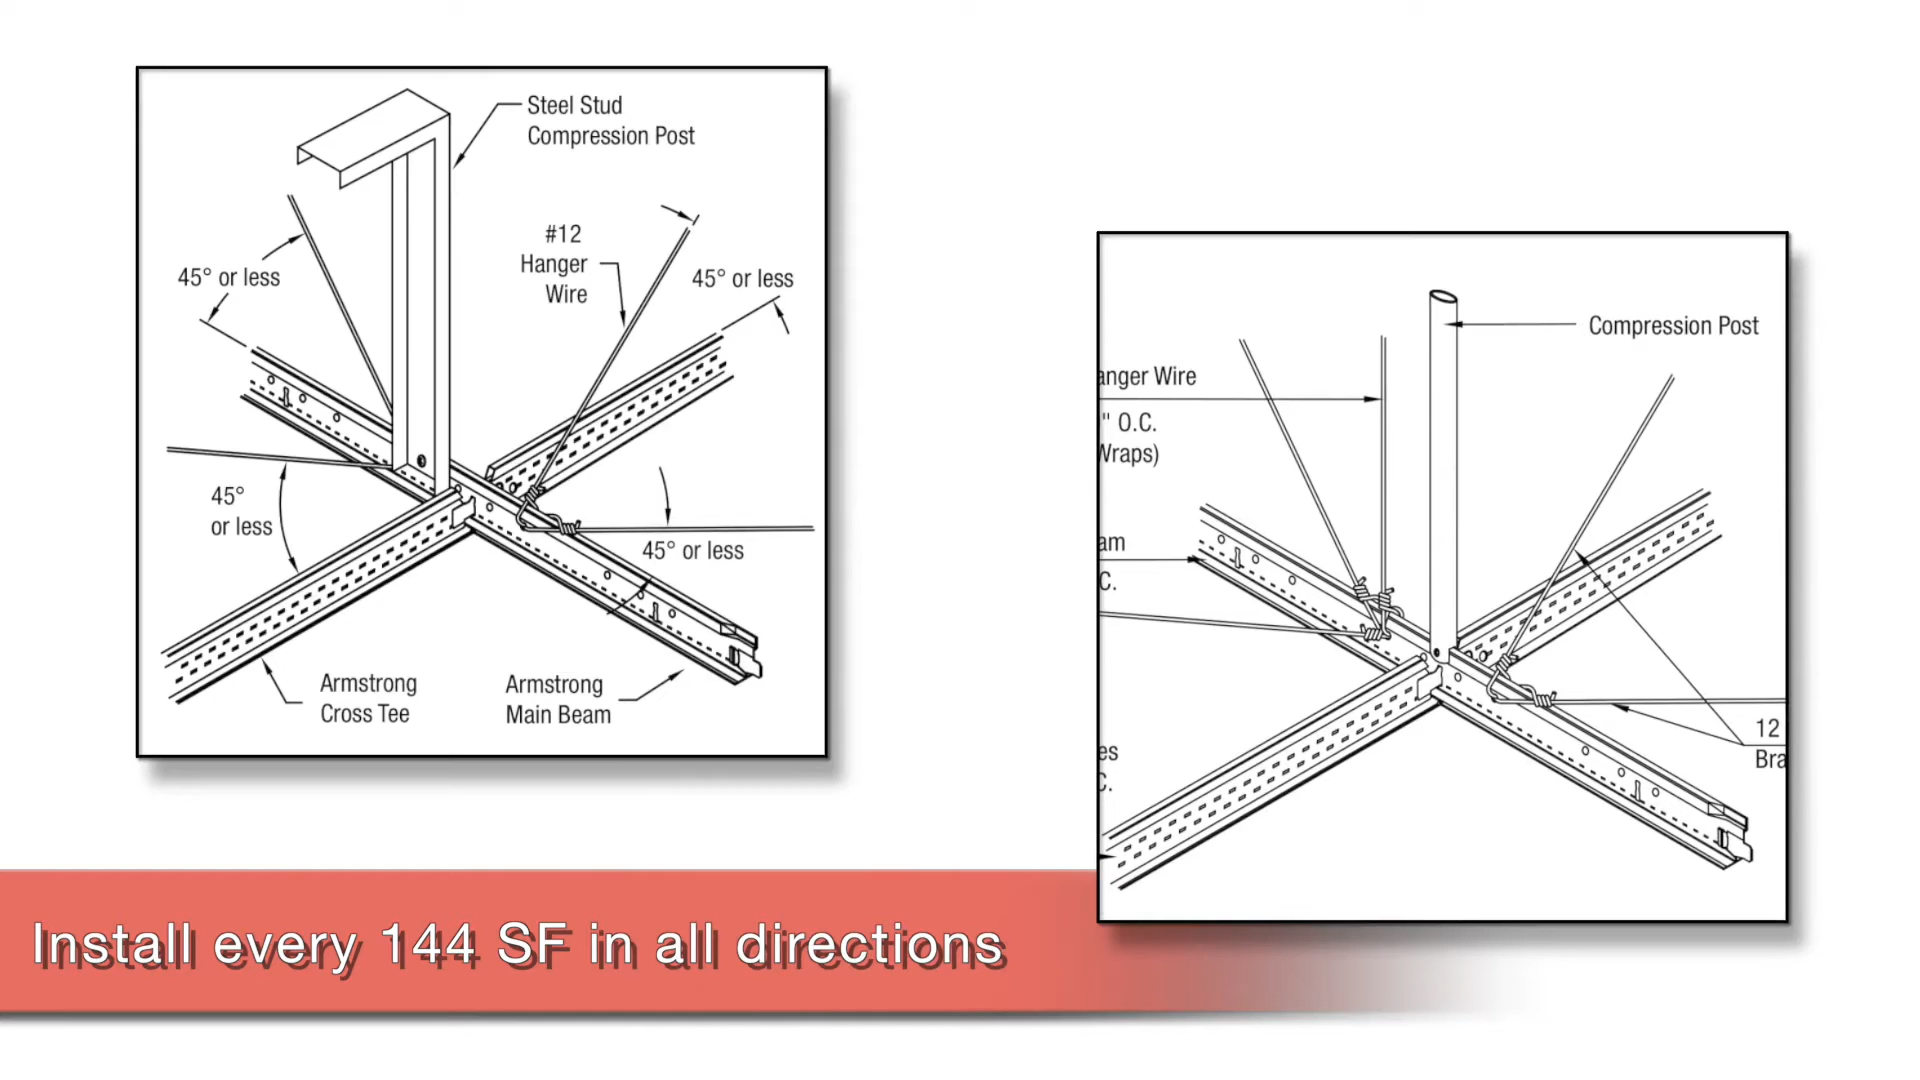 Steel Stud
Compression Post
#12
Hanger
Wire
45° or less
45° or less
45°
or less
45° or less
Armstrong
Cross Tee
Armstrong
Main Beam
Compression Post
anger Wire
" O.C.
Wraps)
am
C.
es
C.
12
Bra
Install every 144 SF in all directions